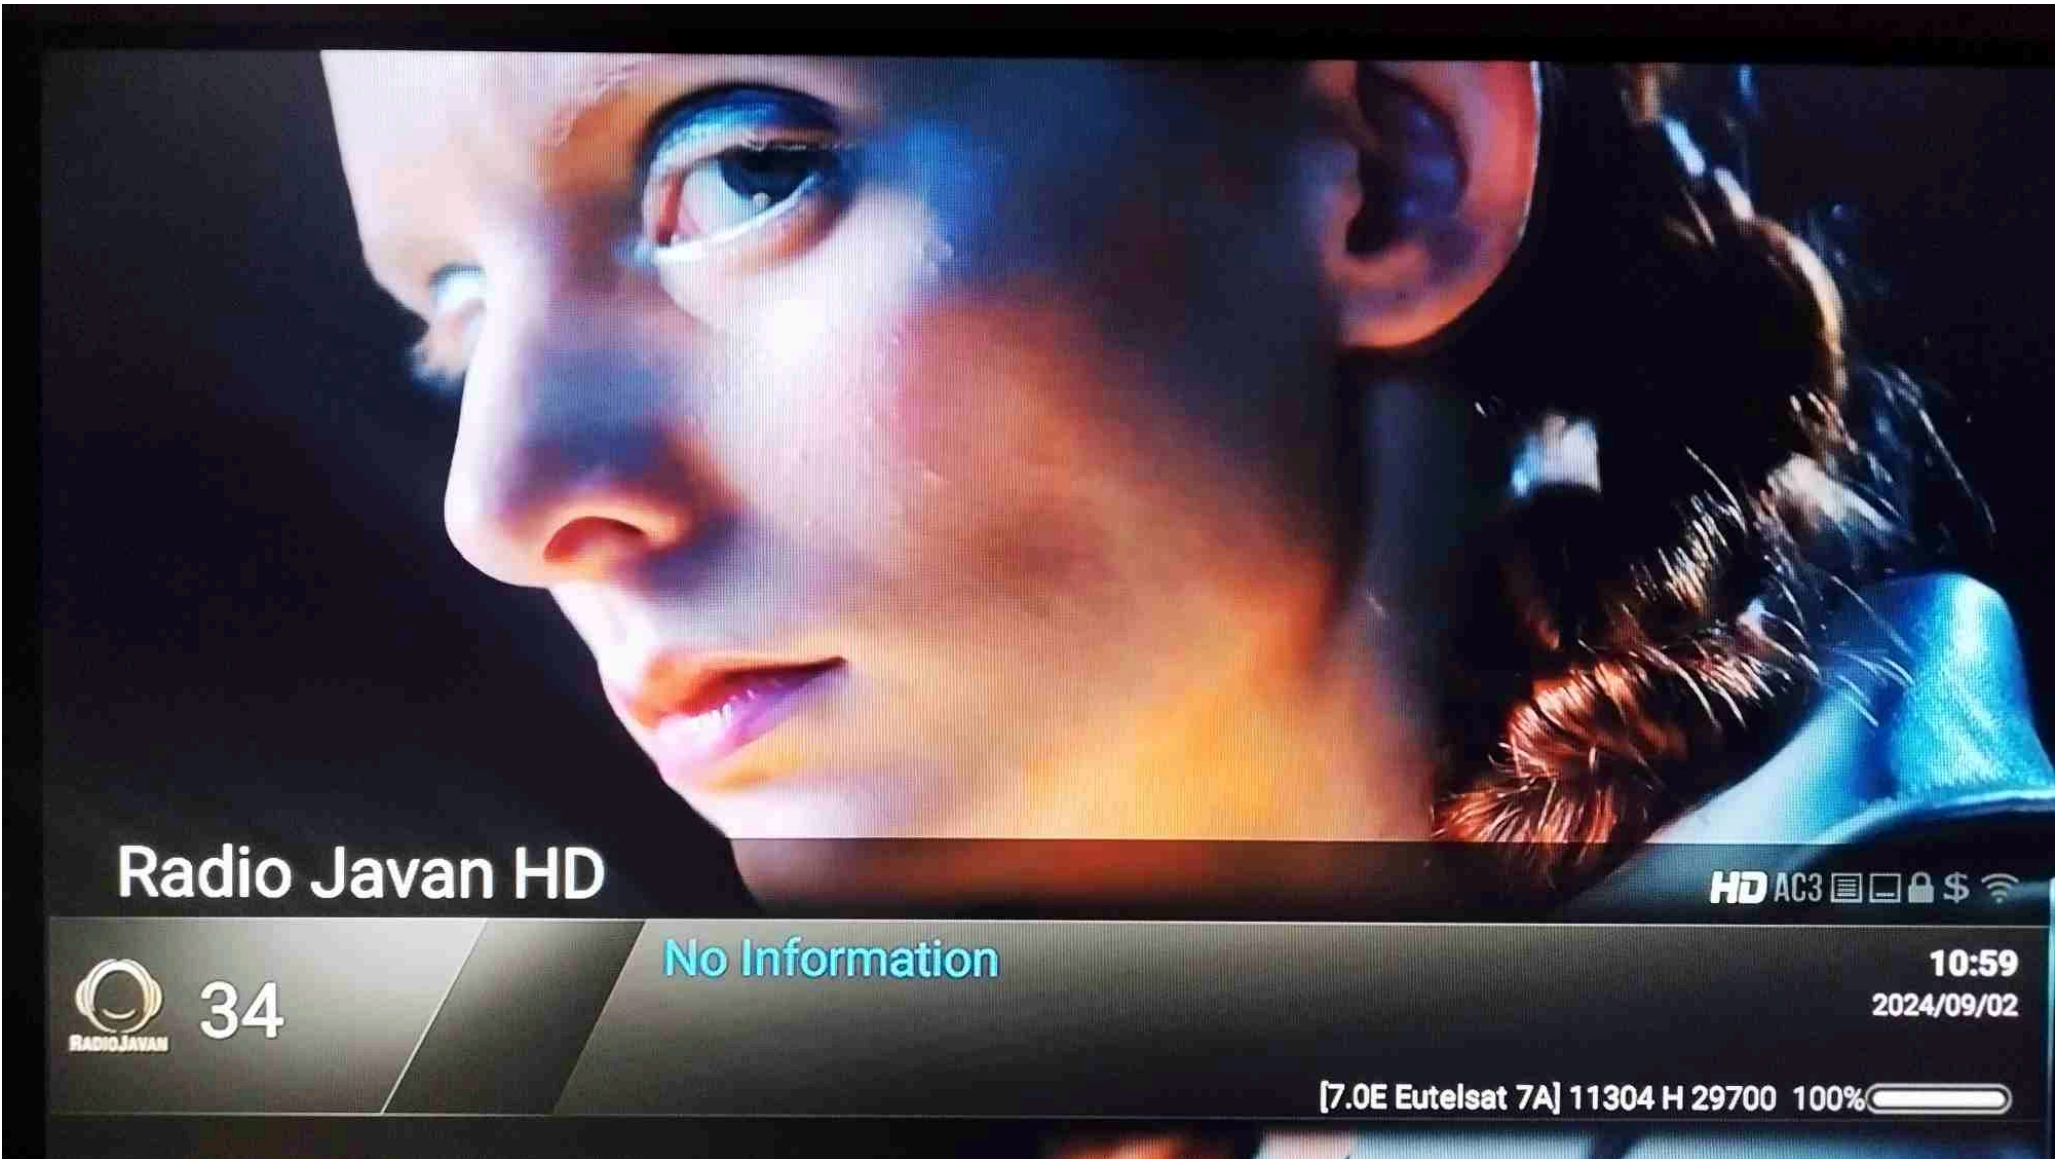 Radio Javan HD
HD AC3 $
No Information
34
RADIOJAVAN
10:59
2024/09/02
[7.0E Eutelsat 7A] 11304 H 29700 100%